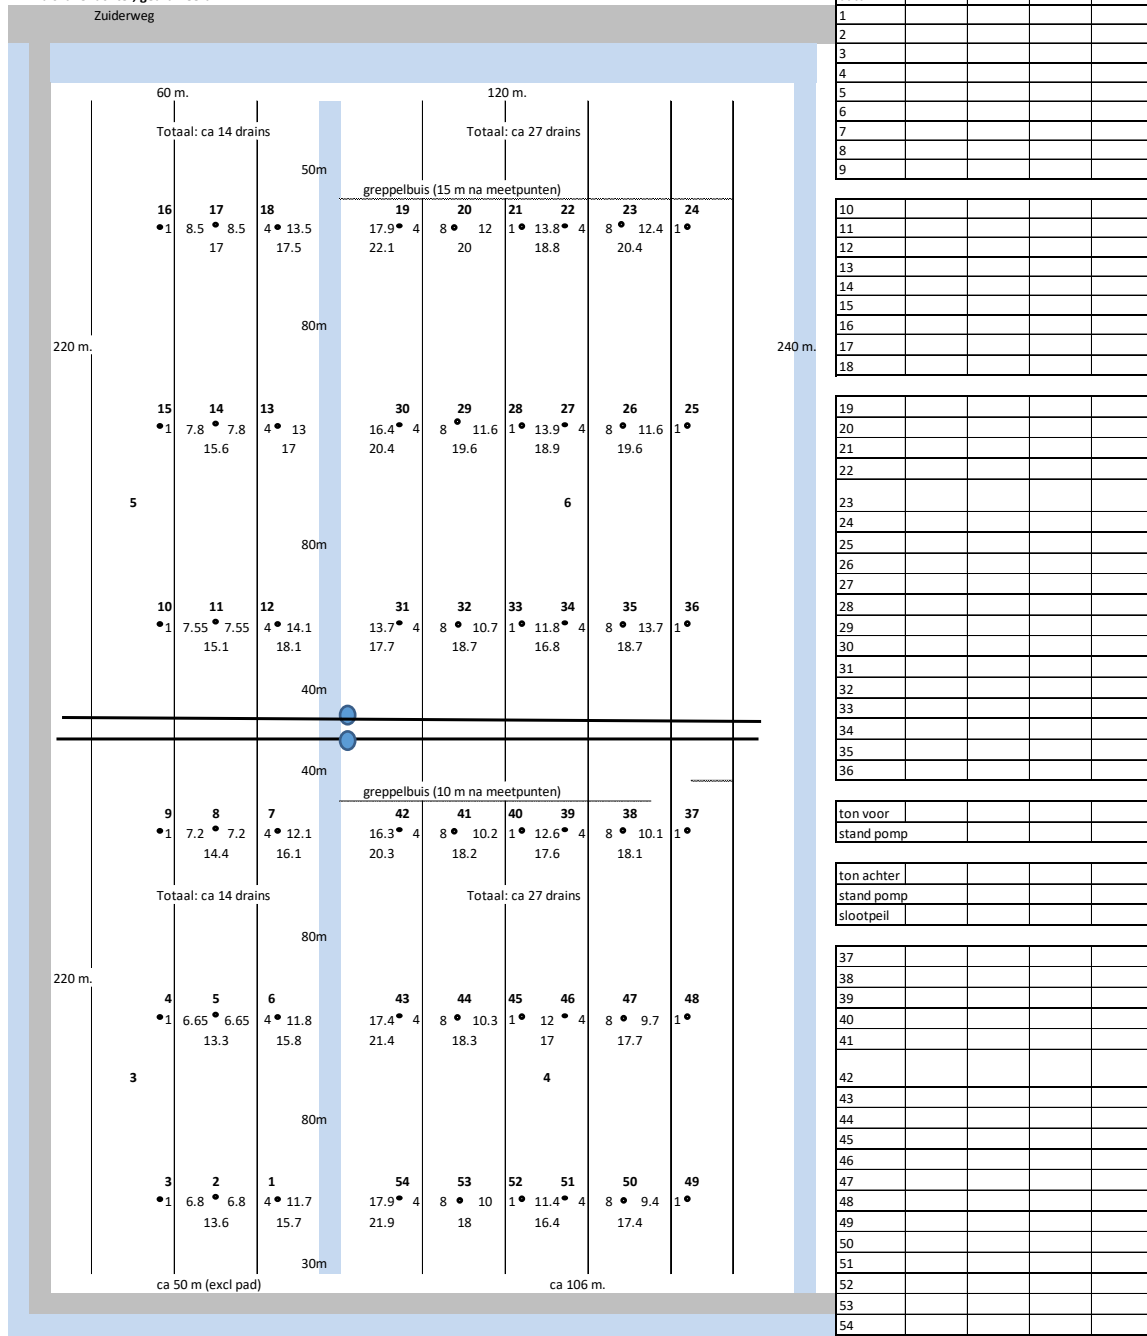 Zuiderweg
60 m. 120 m.
Totaal: ca 14 drains Totaal: ca 27 drains
50m
greppelbuis (15 m na meetpunten)
16 17 18 19 20 21 22 23 24
1 8.5 8.5 4 13.5 17.9 4 8 12 1 13.8 4 8 12.4 1
17 17.5 22.1 20 18.8 20.4
80m
220 m. 240 m.
15 14 13 30 29 28 27 26 25
1 7.8 7.8 4 13 16.4 4 8 11.6 1 13.9 4 8 11.6 1
15.6 17 20.4 19.6 18.9 19.6
5 6
80m
10 11 12 31 32 33 34 35 36
1 7.55 7.55 4 14.1 13.7 4 8 10.7 1 11.8 4 8 13.7 1
15.1 18.1 17.7 18.7 16.8 18.7
40m
40m
greppelbuis (10 m na meetpunten)
9 8 7 42 41 40 39 38 37
1 7.2 7.2 4 12.1 16.3 4 8 10.2 1 12.6 4 8 10.1 1
14.4 16.1 20.3 18.2 17.6 18.1
Totaal: ca 14 drains Totaal: ca 27 drains
80m
220 m.
4 5 6 43 44 45 46 47 48
1 6.65 6.65 4 11.8 17.4 4 8 10.3 1 12 4 8 9.7 1
13.3 15.8 21.4 18.3 17 17.7
3 4
80m
3 2 1 54 53 52 51 50 49
1 6.8 6.8 4 11.7 17.9 4 8 10 1 11.4 4 8 9.4 1
13.6 15.7 21.9 18 16.4 17.4
30m
ca 50 m (excl pad) ca 106 m.
1
2
3
4
5
6
7
8
9
10
11
12
13
14
15
16
17
18
19
20
21
22
23
24
25
26
27
28
29
30
31
32
33
34
35
36
ton voor
stand pomp
ton achter
stand pomp
slootpeil
37
38
39
40
41
42
43
44
45
46
47
48
49
50
51
52
53
54